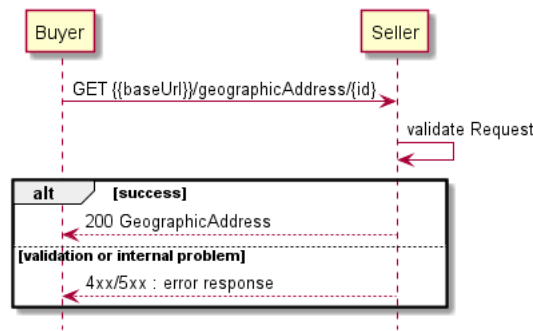 Buyer
Seller
GET {{baseUrl}}/geographicAddress/{id}
validate Request
alt
[success]
200 GeographicAddress
[validation or internal problem]
4xx/5xx : error response